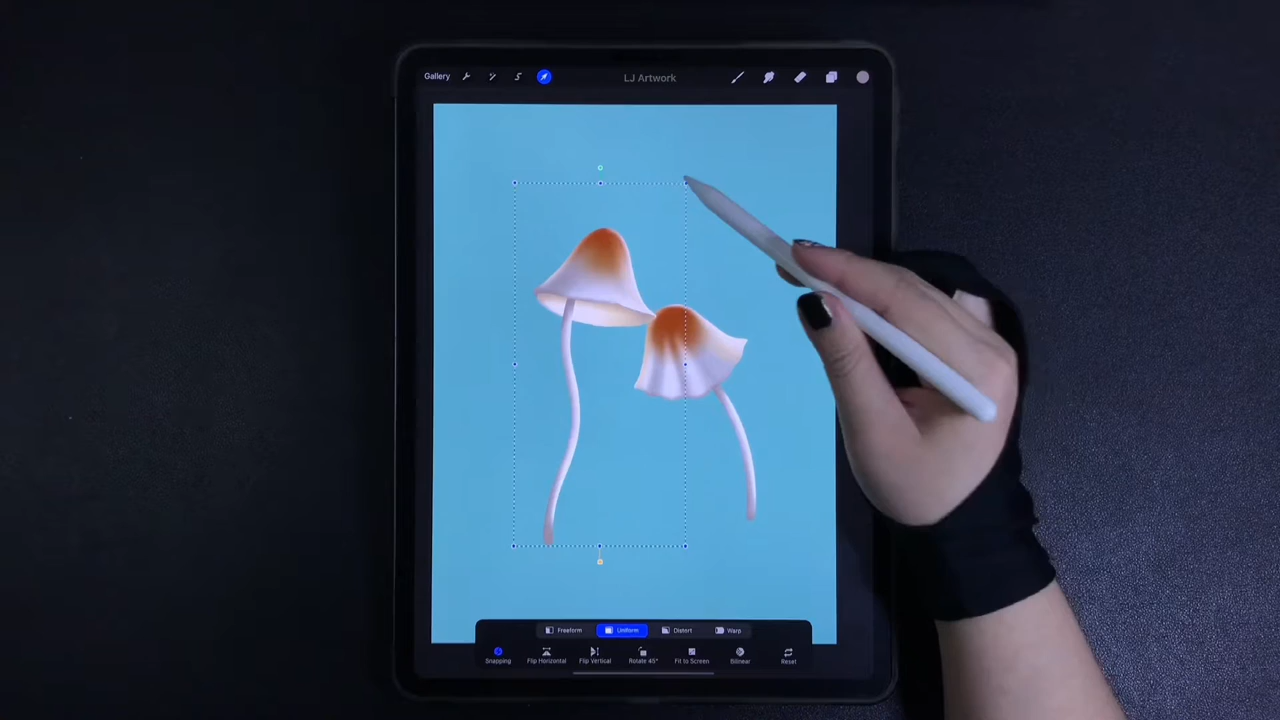 Gallery
LJ Artwork
Freeform
Uniform
Distort
Warp
Snapping
Flip Horizontal
Flip Vertical
Rotate 45°
Fit to Screen
Bilinear
Reset